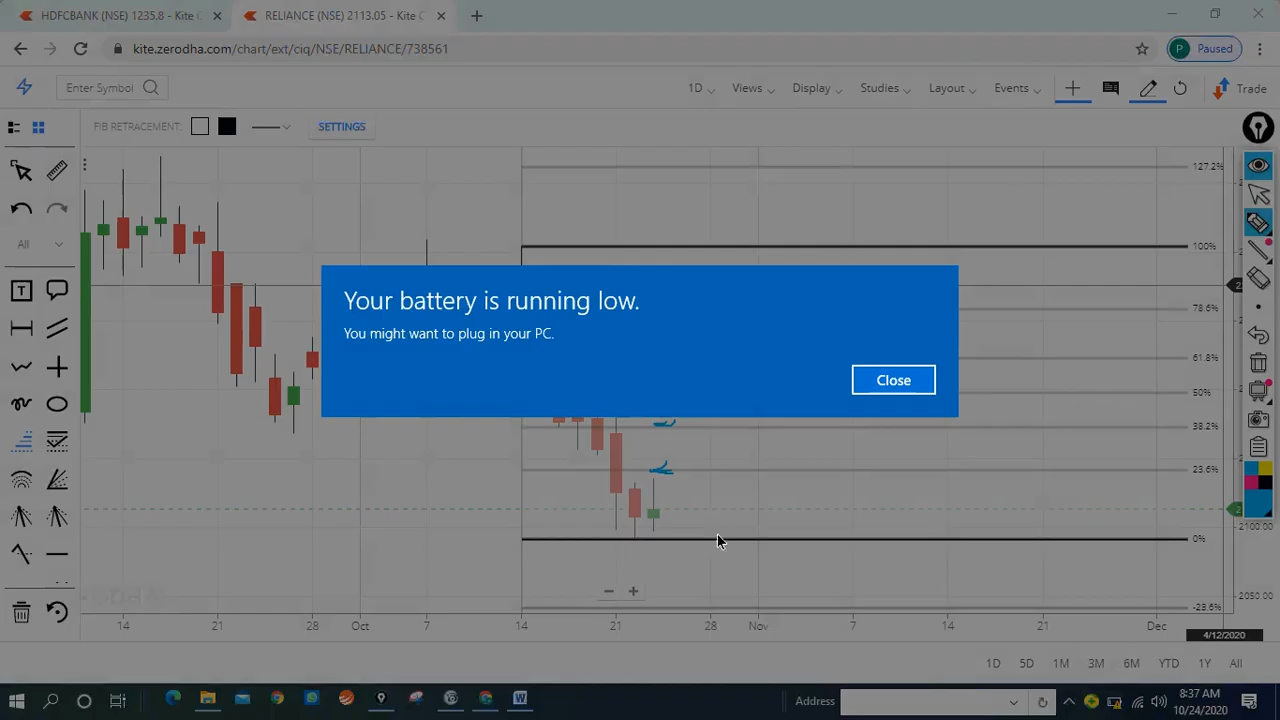 HDFCBANK (NSE) 1235.8 - Kite C
RELIANCE (NSE) 2113.05 - Kite C
kite.zerodha.com/chart/ext/ciq/NSE/RELIANCE/738561
P Paused
Enter Symbol
1D Views Display Studies Layout Events Trade
FIB RETRACEMENT: SETTINGS
All
T
127.2%
100%
78.6%
61.8%
50%
38.2%
23.6%
0%
-23.6%
2100.00
2050.00
Your battery is running low.
You might want to plug in your PC.
Close
14 21 28 Oct 7 14 21 28 Nov 7 14 21 Dec
4/12/2020
1D 5D 1M 3M 6M YTD 1Y All
Address
8:37 AM
10/24/2020